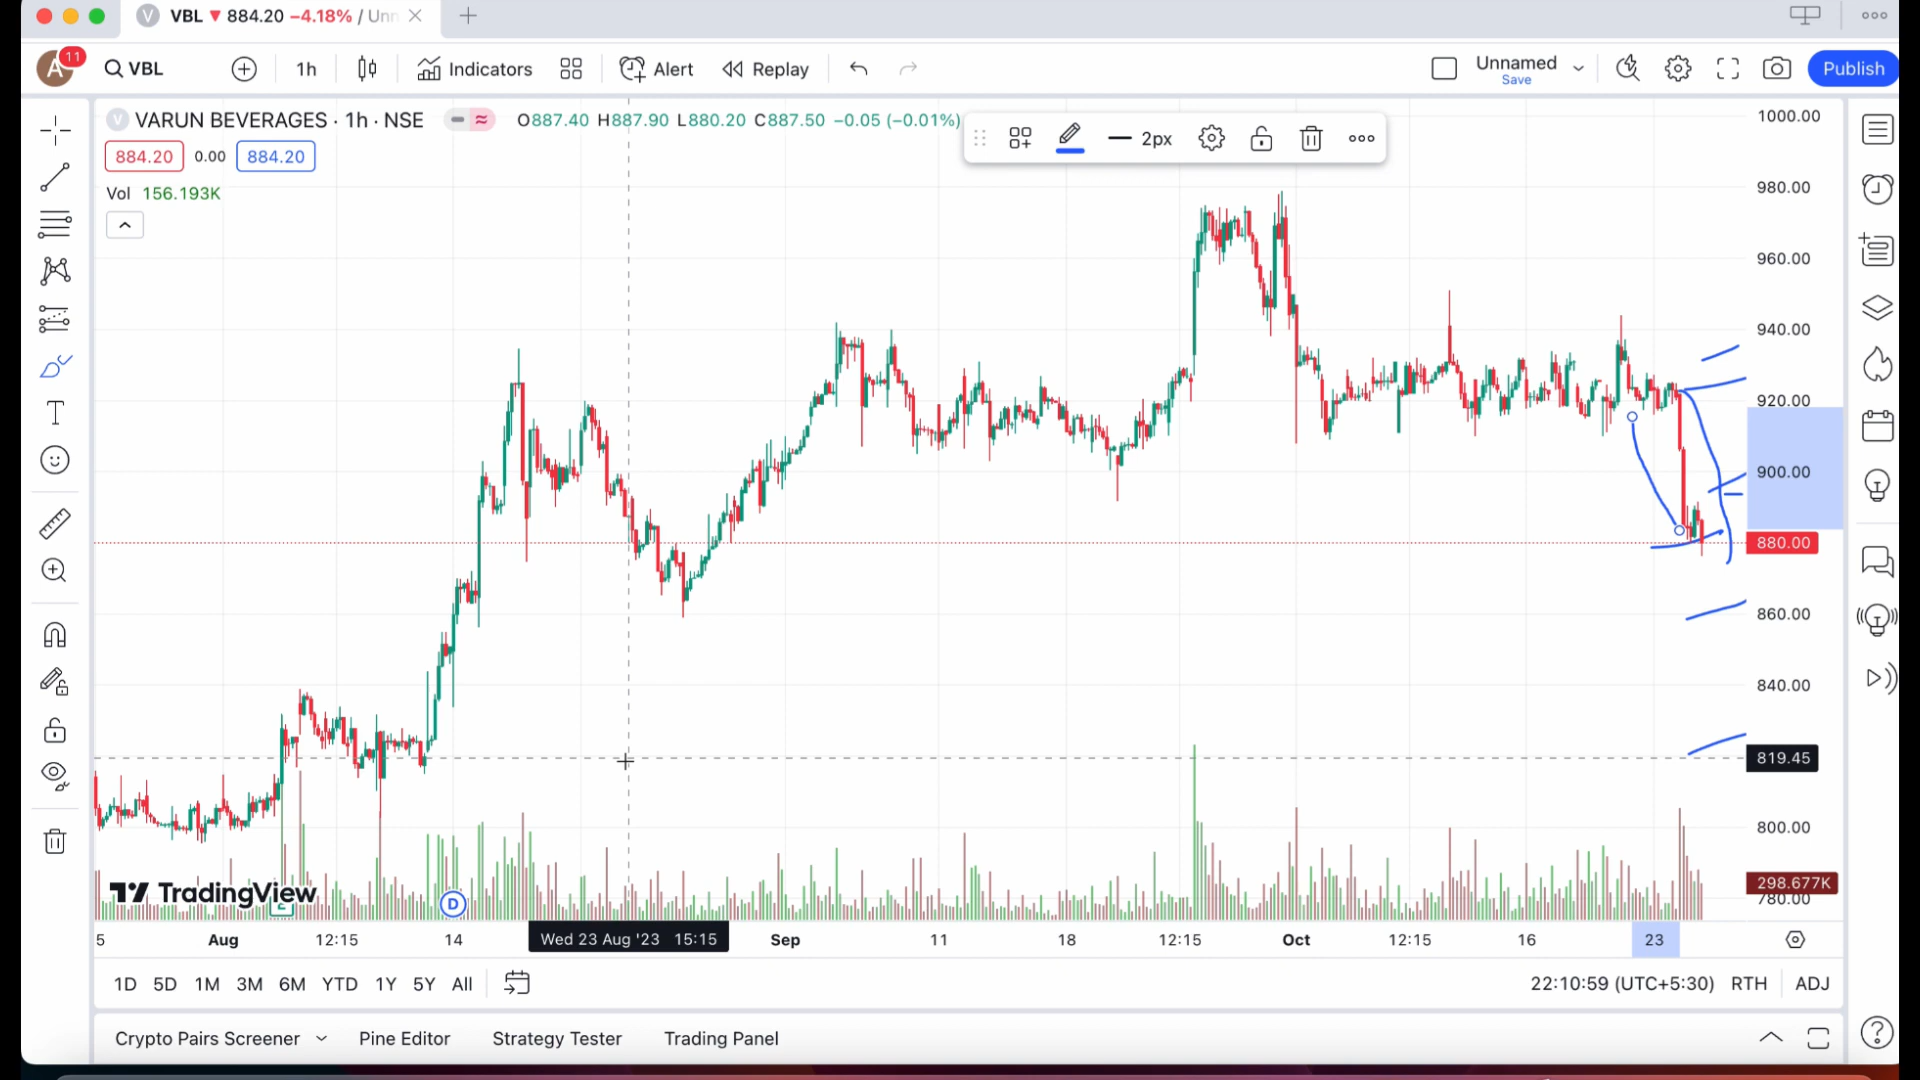 V VBL ▼ 884.20 −4.18% / Unn
A 11 VBL 1h Indicators Alert Replay Unnamed Save Publish
V VARUN BEVERAGES · 1h · NSE O887.40 H887.90 L880.20 C887.50 −0.05 (−0.01%)
2px
884.20 0.00 884.20
Vol 156.193K
1000.00
980.00
960.00
940.00
920.00
900.00
880.00
860.00
840.00
819.45
800.00
298.677K
780.00
TradingView
D
5 Aug 12:15 14 Wed 23 Aug '23 15:15 Sep 11 18 12:15 Oct 12:15 16 23
1D 5D 1M 3M 6M YTD 1Y 5Y All 22:10:59 (UTC+5:30) RTH ADJ
Crypto Pairs Screener Pine Editor Strategy Tester Trading Panel